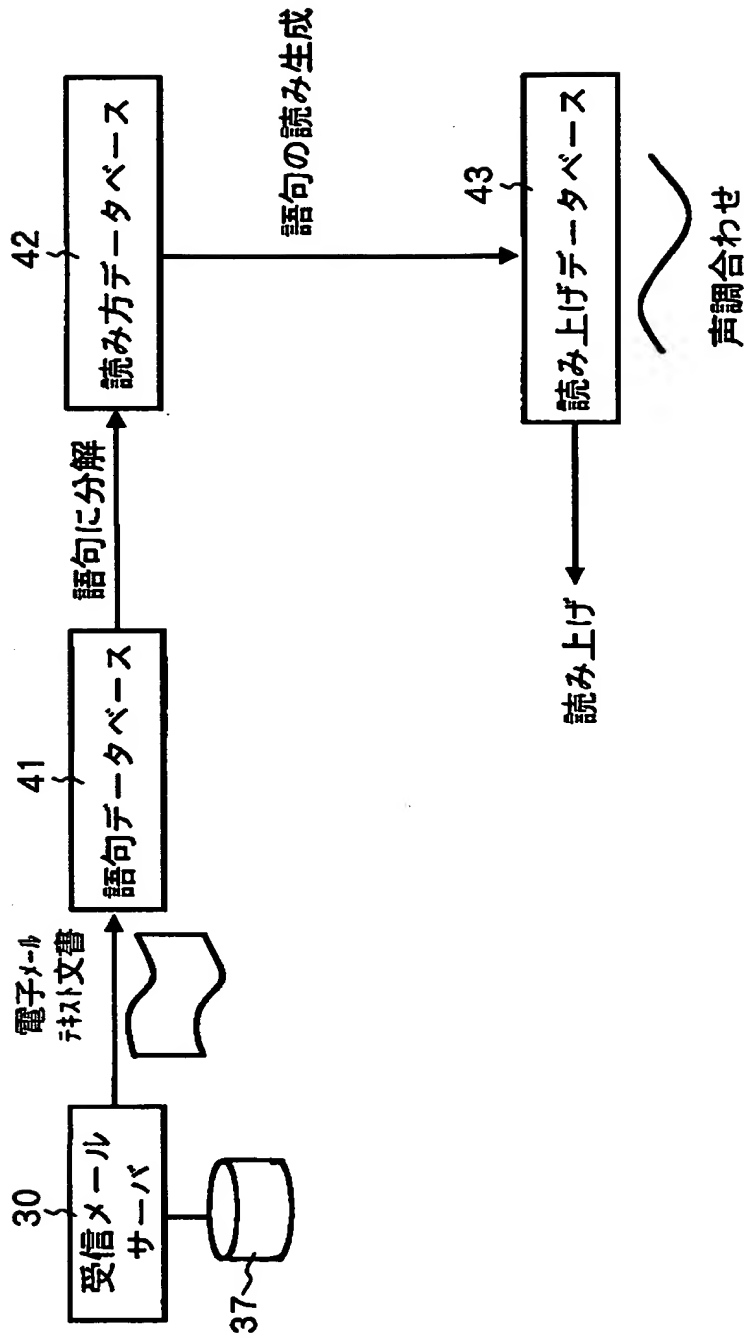 30
受信メール
サーバ
37
電子メール
テキスト文書
41
語句データベース
語句に分解
42
読み方データベース
語句の読み生成
43
読み上げデータベース
声調合わせ
読み上げ